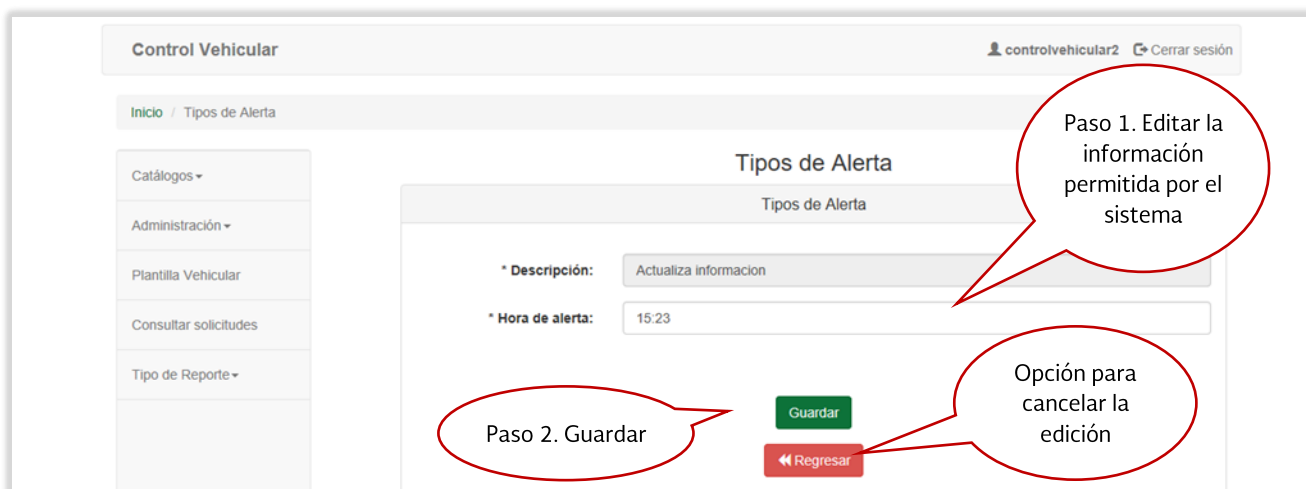 Control Vehicular
controlvehicular2 Cerrar sesión
Inicio / Tipos de Alerta
Catálogos
Administración
Plantilla Vehicular
Consultar solicitudes
Tipo de Reporte
Tipos de Alerta
Tipos de Alerta
* Descripción: Actualiza informacion
* Hora de alerta: 15:23
Guardar
Regresar
Paso 1. Editar la
información
permitida por el
sistema
Paso 2. Guardar
Opción para
cancelar la
edición